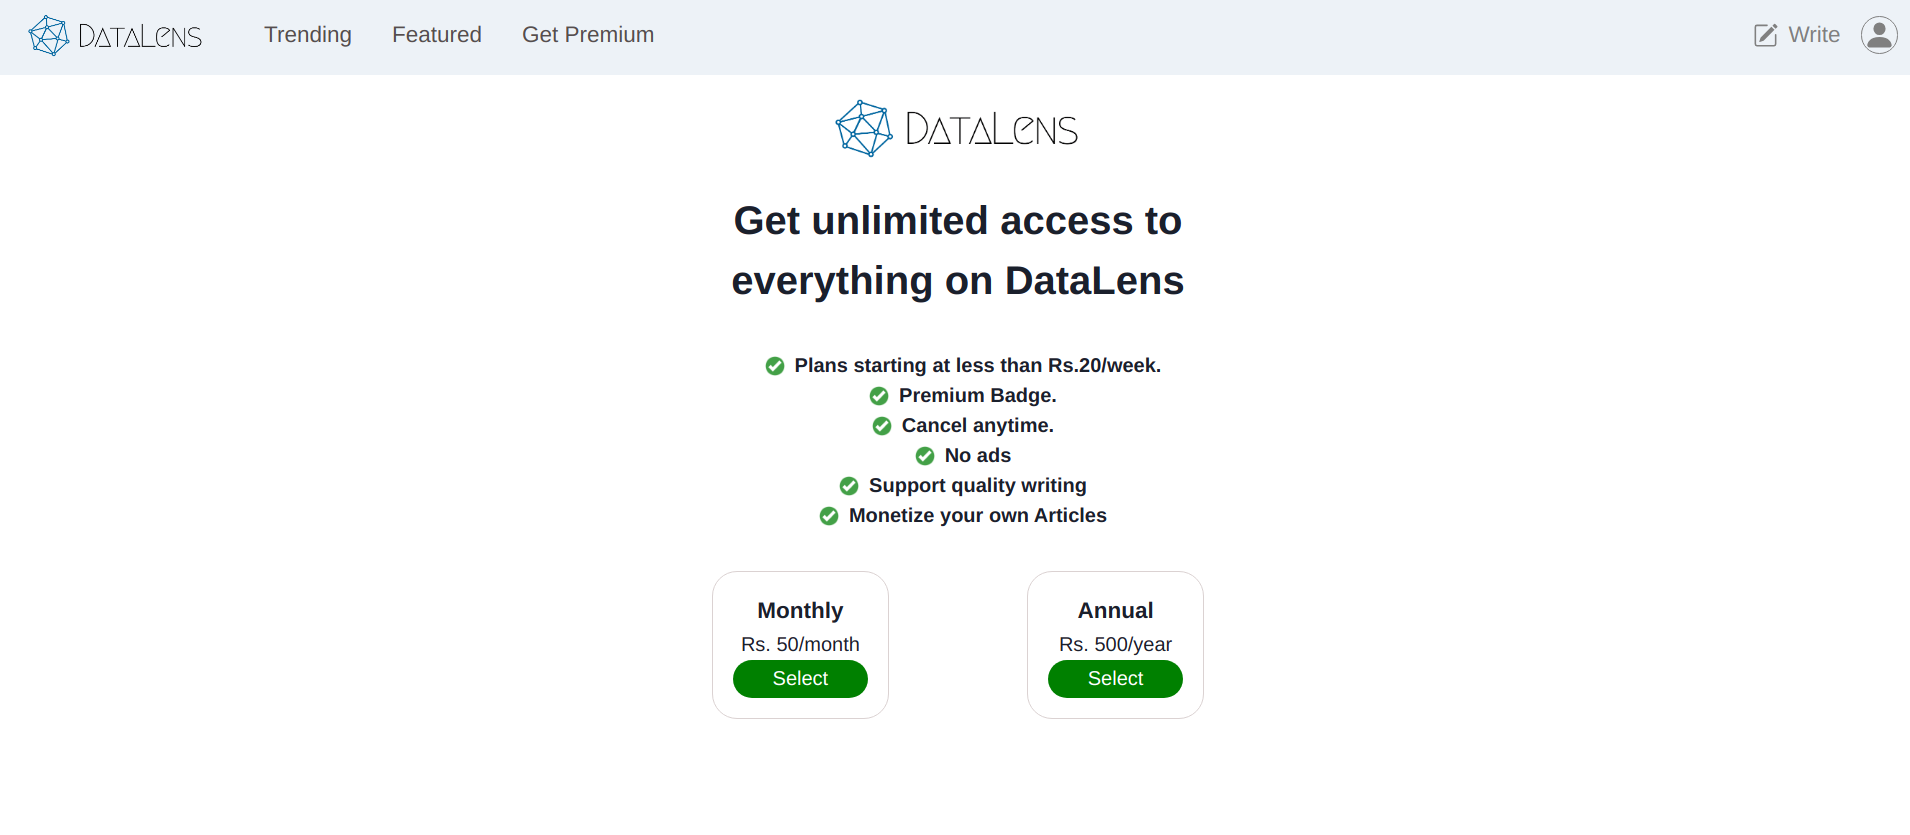 DataLens Trending Featured Get Premium Write
DataLens
Get unlimited access to
everything on DataLens
Plans starting at less than Rs.20/week.
Premium Badge.
Cancel anytime.
No ads
Support quality writing
Monetize your own Articles
Monthly
Rs. 50/month
Select
Annual
Rs. 500/year
Select